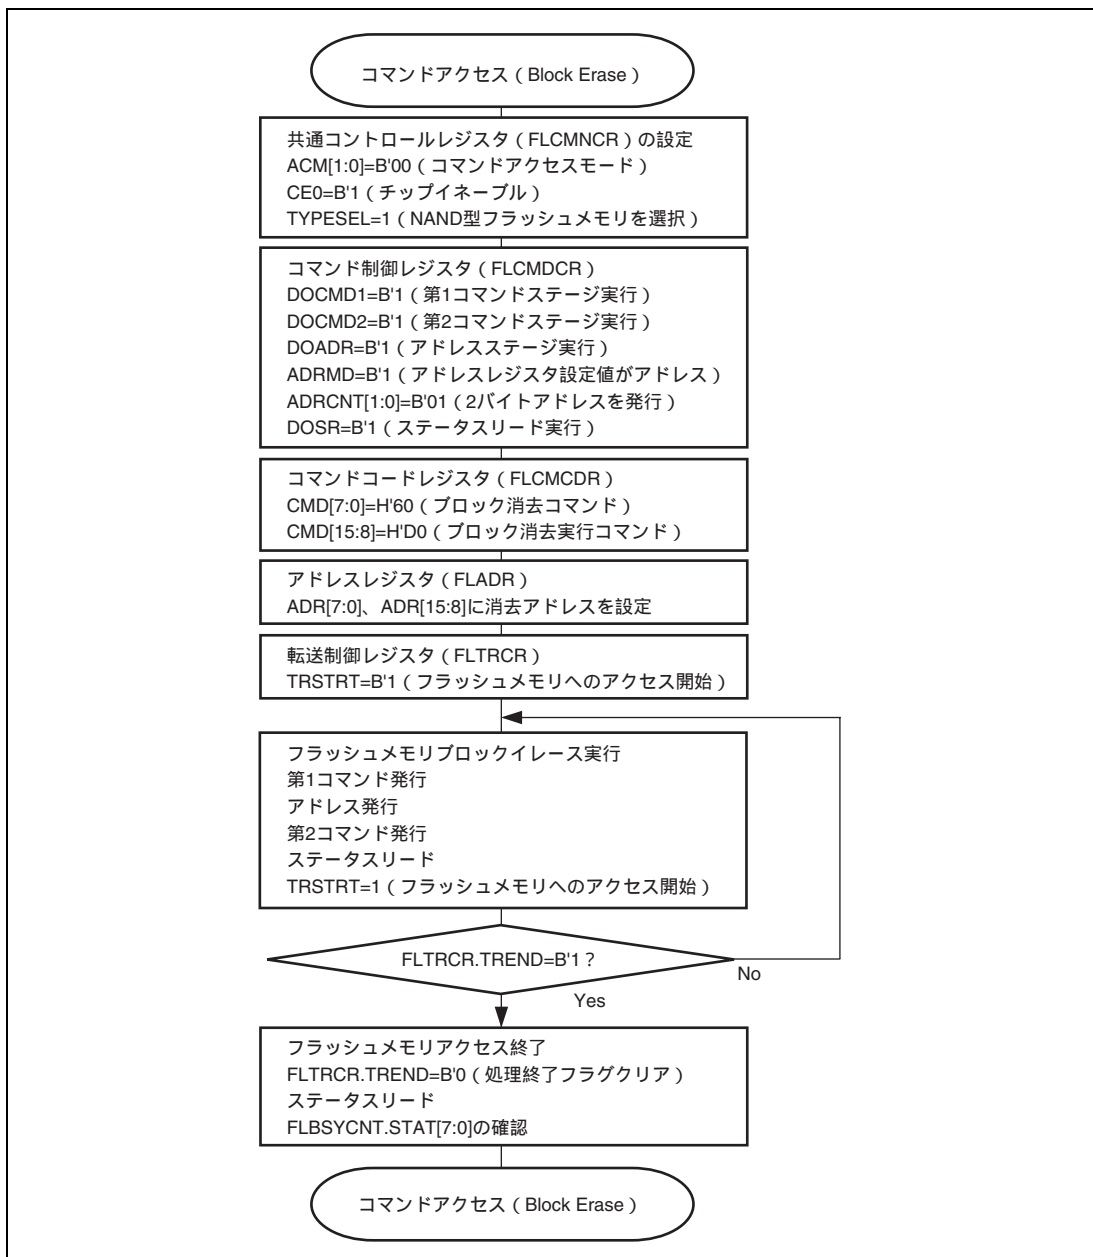 コマンドアクセス（Block Erase）
共通コントロールレジスタ（FLCMNCR）の設定
ACM[1:0]=B'00（コマンドアクセスモード）
CE0=B'1（チップイネーブル）
TYPESEL=1（NAND型フラッシュメモリを選択）
コマンド制御レジスタ（FLCMDCR）
DOCMD1=B'1（第1コマンドステージ実行）
DOCMD2=B'1（第2コマンドステージ実行）
DOADR=B'1（アドレスステージ実行）
ADRMD=B'1（アドレスレジスタ設定値がアドレス）
ADRCNT[1:0]=B'01（2バイトアドレスを発行）
DOSR=B'1（ステータスリード実行）
コマンドコードレジスタ（FLCMCDR）
CMD[7:0]=H'60（ブロック消去コマンド）
CMD[15:8]=H'D0（ブロック消去実行コマンド）
アドレスレジスタ（FLADR）
ADR[7:0]、ADR[15:8]に消去アドレスを設定
転送制御レジスタ（FLTRCR）
TRSTRT=B'1（フラッシュメモリへのアクセス開始）
フラッシュメモリブロックイレース実行
第1コマンド発行
アドレス発行
第2コマンド発行
ステータスリード
TRSTRT=1（フラッシュメモリへのアクセス開始）
FLTRCR.TREND=B'1？
No
Yes
フラッシュメモリアクセス終了
FLTRCR.TREND=B'0（処理終了フラグクリア）
ステータスリード
FLBSYCNT.STAT[7:0]の確認
コマンドアクセス（Block Erase）